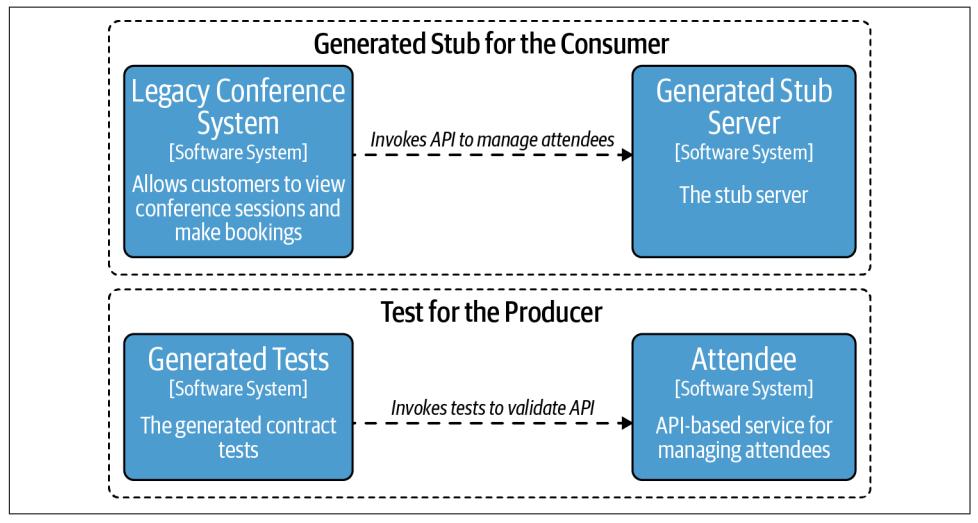 Generated Stub for the Consumer
Legacy Conference
System
[Software System]
Allows customers to view
conference sessions and
make bookings
Invokes API to manage attendees
Generated Stub
Server
[Software System]
The stub server
Test for the Producer
Generated Tests
[Software System]
The generated contract
tests
Invokes tests to validate API
Attendee
[Software System]
API-based service for
managing attendees